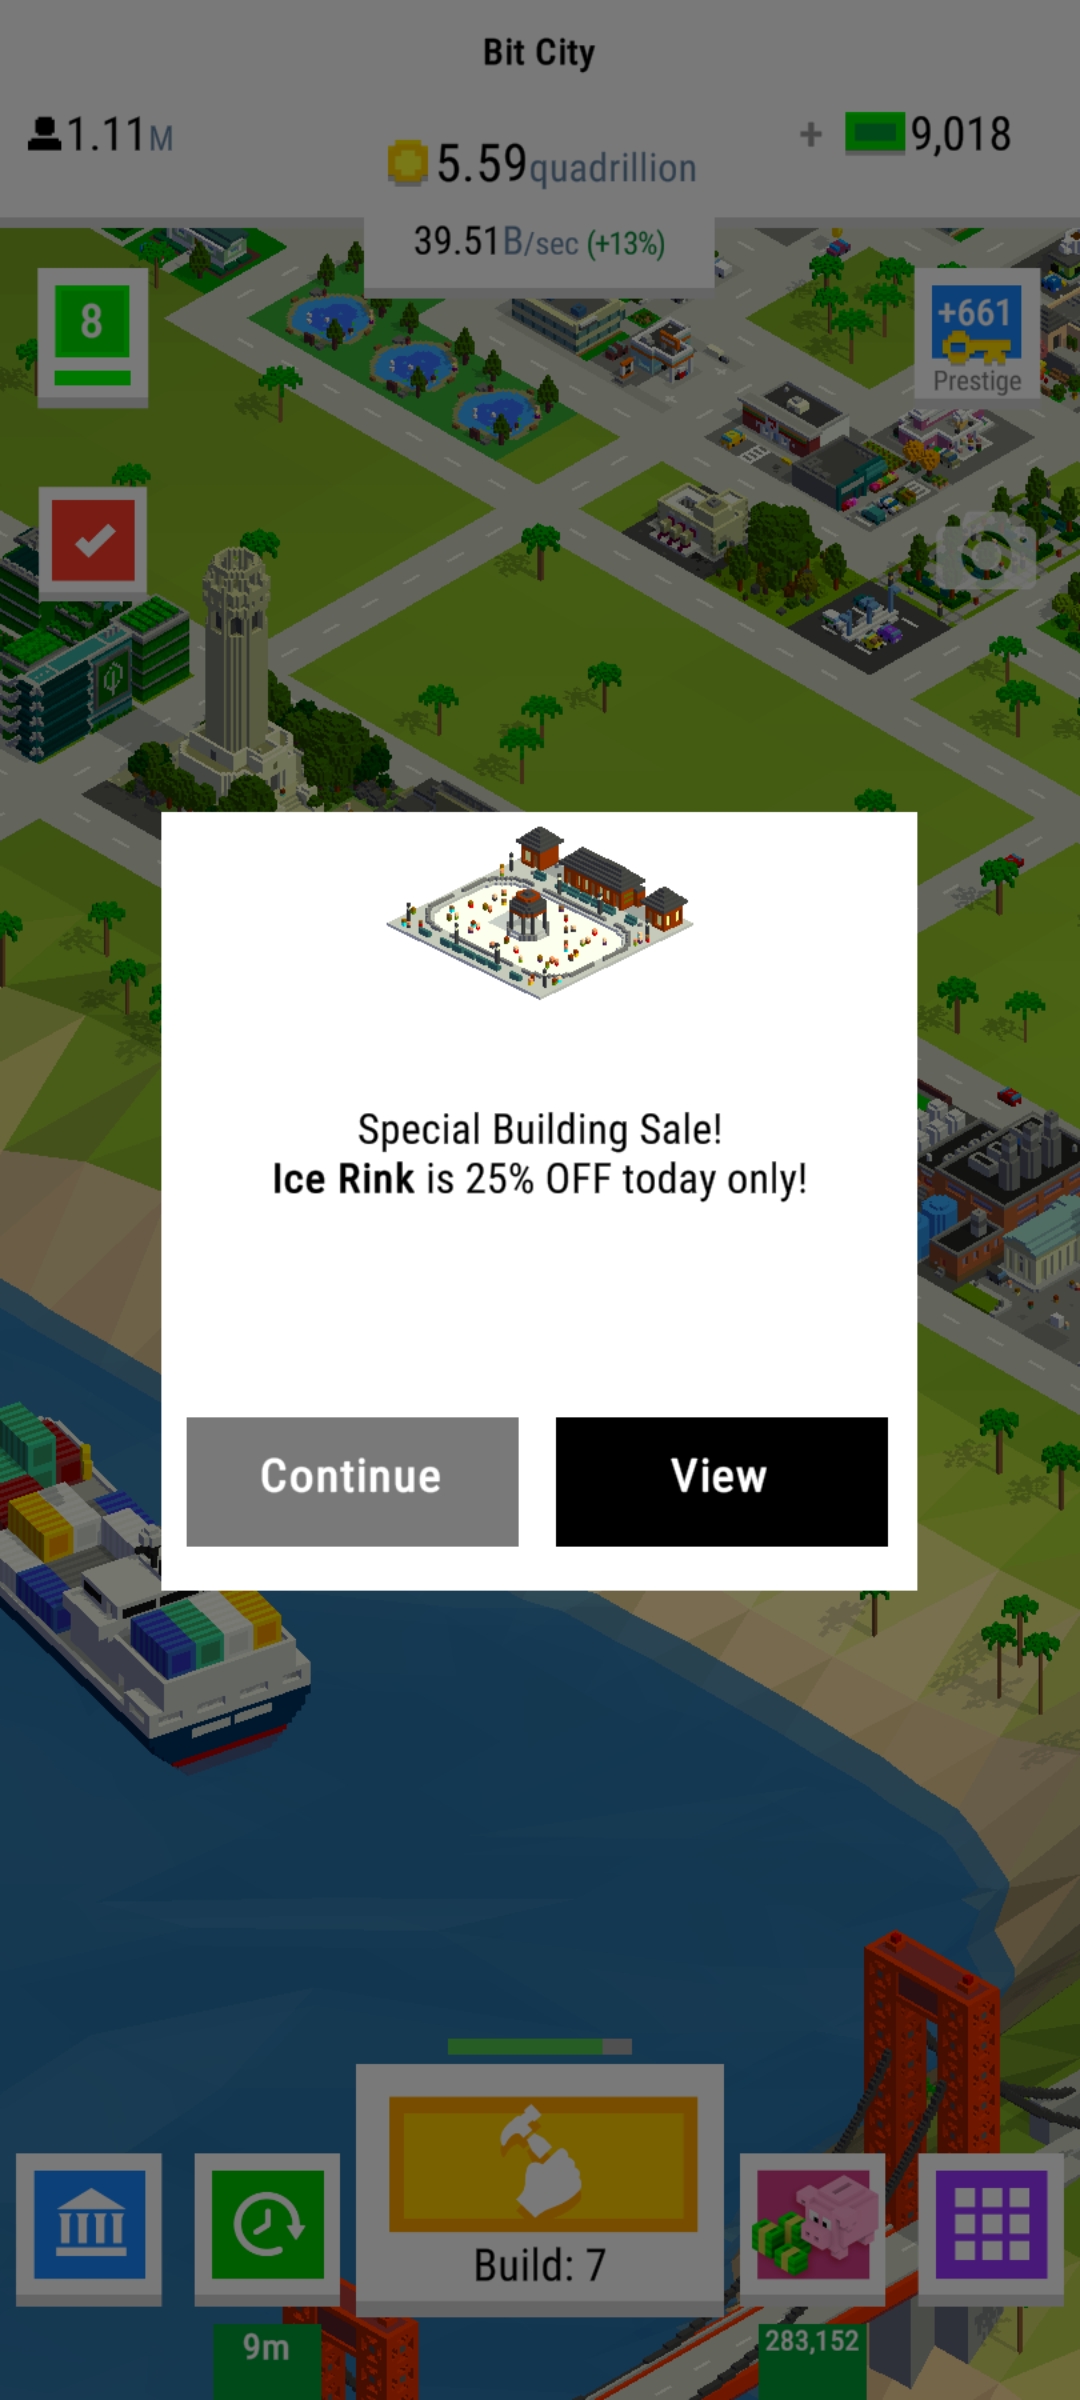 Bit City
1.11M
5.59quadrillion
+ 9,018
39.51B/sec (+13%)
8
+661
Prestige
Special Building Sale!
Ice Rink is 25% OFF today only!
Continue
View
Build: 7
9m
283,152